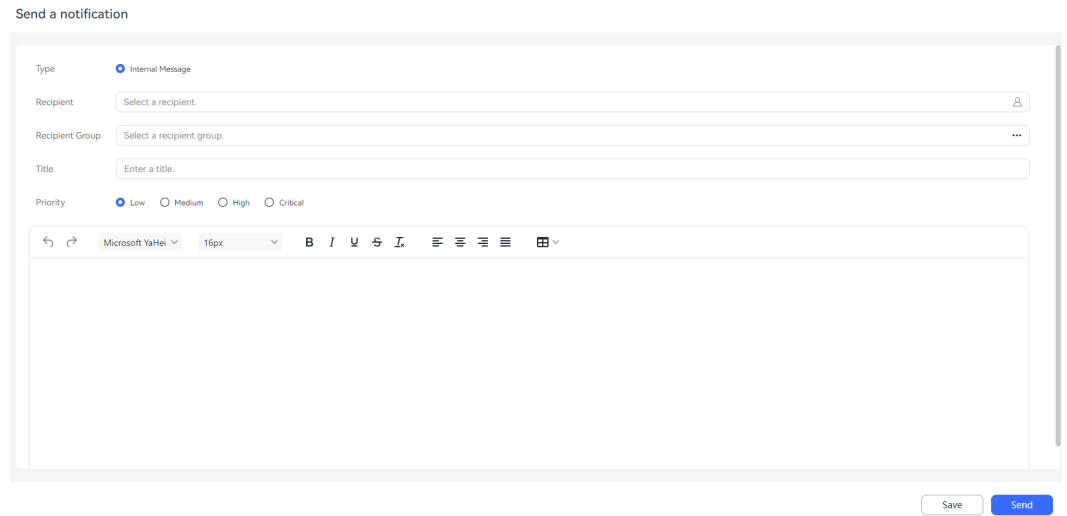 Send a notification
Type Internal Message
Recipient Select a recipient.
Recipient Group Select a recipient group.
Title Enter a title.
Priority Low Medium High Critical
Microsoft YaHei 16px B I U S Ix
Save Send